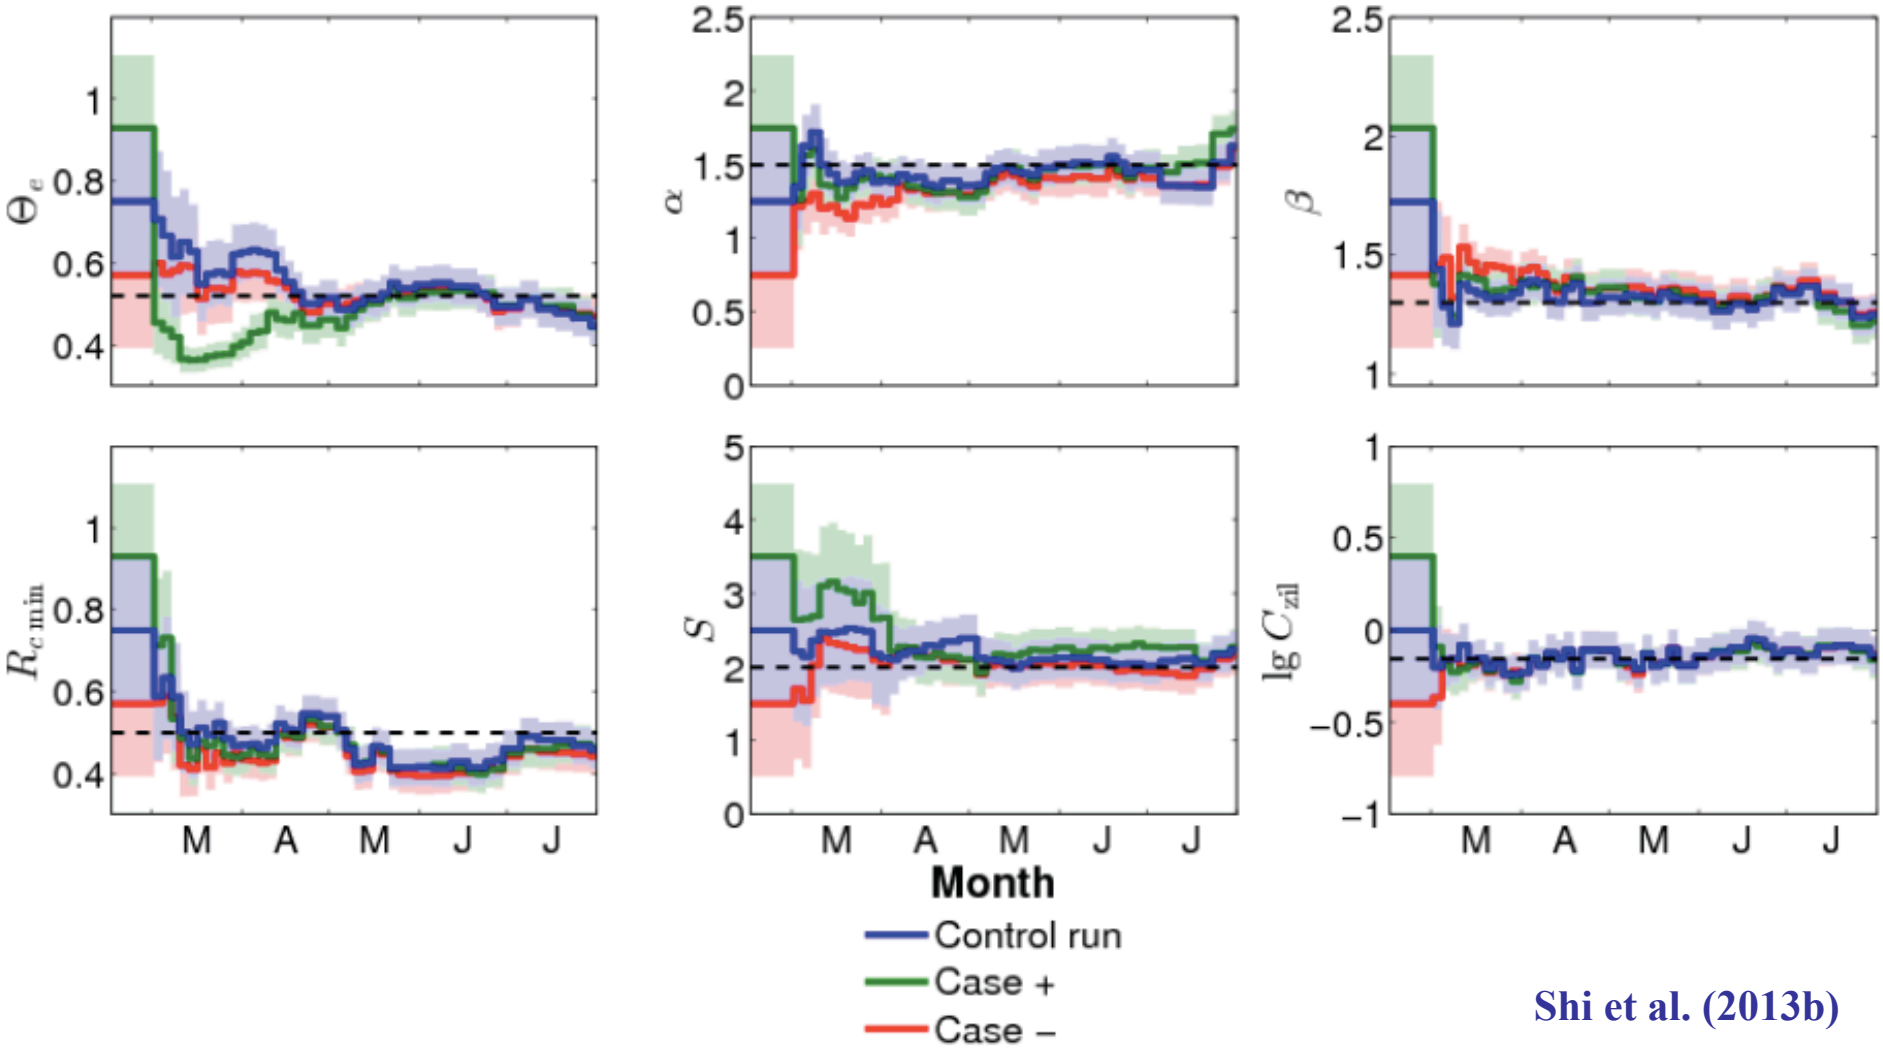 Θe
1
0.8
0.6
0.4
α
2.5
2
1.5
1
0.5
0
β
2.5
2
1.5
1
Rc min
1
0.8
0.6
0.4
M A M J J
S
5
4
3
2
1
0
M A M J J
lg Czil
1
0.5
0
−0.5
−1
M A M J J
Month
Control run
Case +
Case −
Shi et al. (2013b)